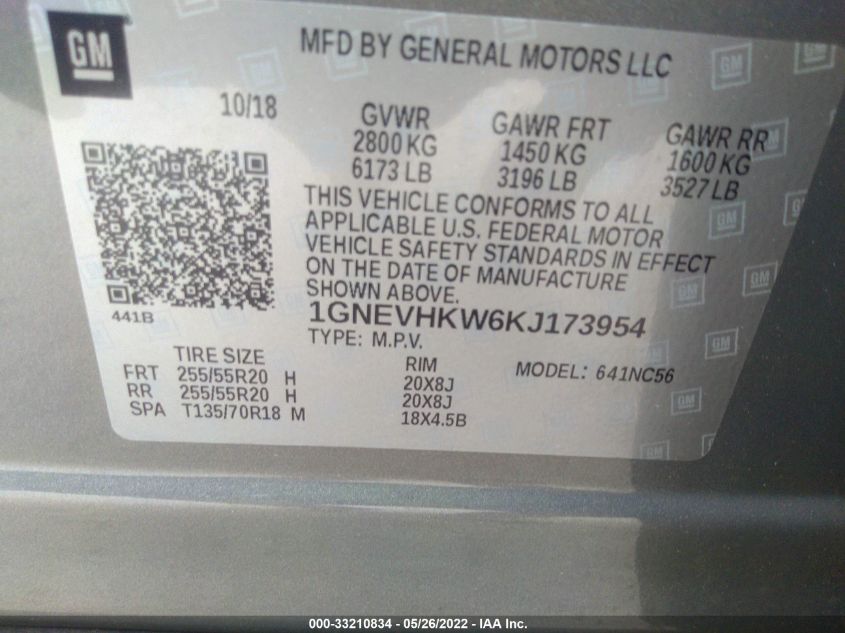 GM
MFD BY GENERAL MOTORS LLC
10/18
GVWR
2800 KG
6173 LB
GAWR FRT
1450 KG
3196 LB
GAWR RR
1600 KG
3527 LB
THIS VEHICLE CONFORMS TO ALL
APPLICABLE U.S. FEDERAL MOTOR
VEHICLE SAFETY STANDARDS IN EFFECT
ON THE DATE OF MANUFACTURE
SHOWN ABOVE.
441B
1GNEVHKW6KJ173954
TYPE: M.P.V.
TIRE SIZE RIM MODEL: 641NC56
FRT 255/55R20 H 20X8J
RR 255/55R20 H 20X8J
SPA T135/70R18 M 18X4.5B
000-33210834 - 05/26/2022 - IAA Inc.